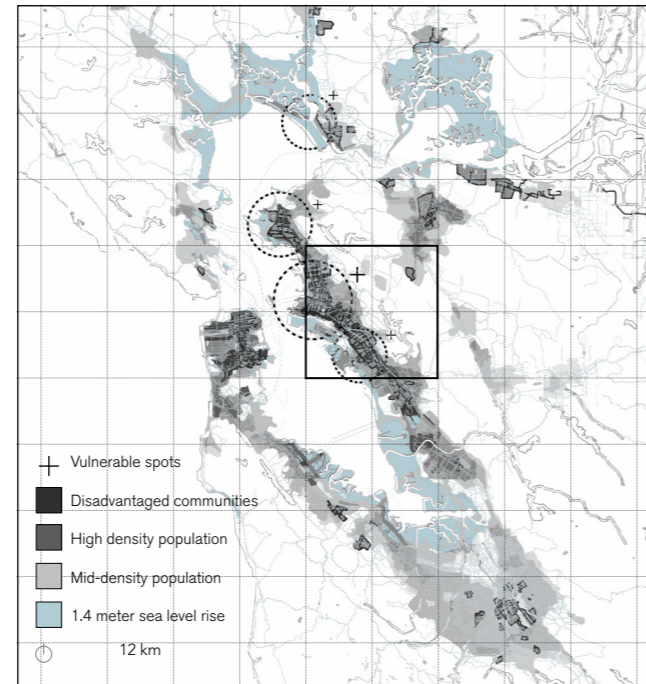 Vulnerable spots
Disadvantaged communities
High density population
Mid-density population
1.4 meter sea level rise
12 km